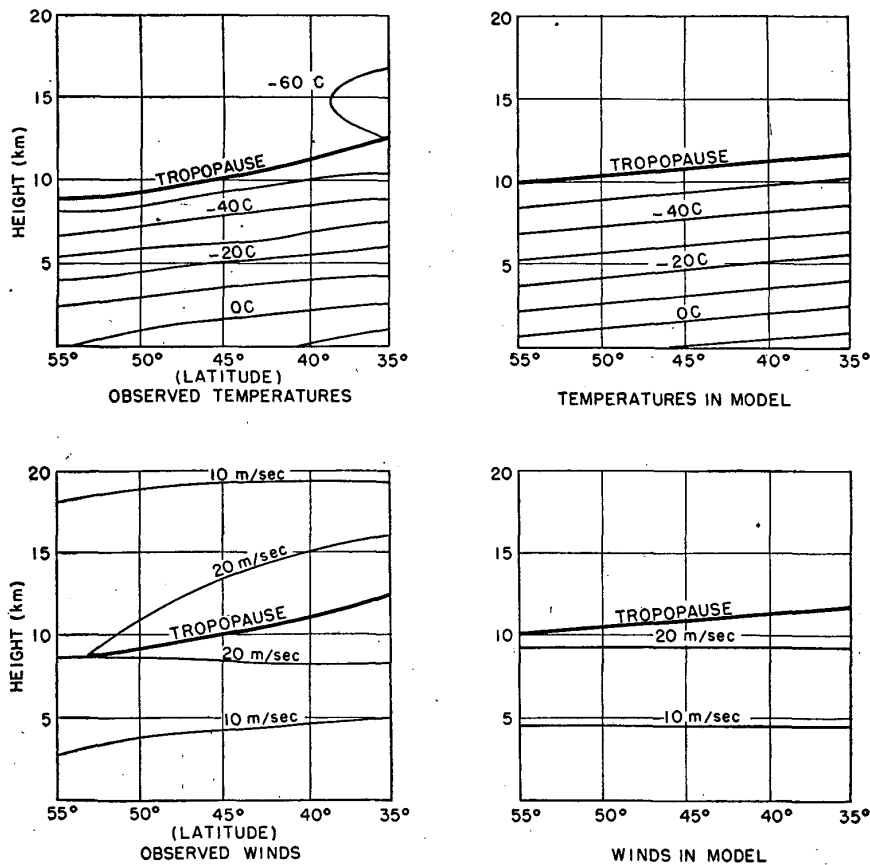 20
15
10
5
HEIGHT (km)
-60 C
TROPOPAUSE
-40C
-20C
0C
55° 50° 45° 40° 35°
(LATITUDE)
OBSERVED TEMPERATURES
20
15
10
5
TROPOPAUSE
-40C
-20C
0C
55° 50° 45° 40° 35°
TEMPERATURES IN MODEL
20
15
10
5
HEIGHT (km)
10 m/sec
20 m/sec
TROPOPAUSE
20 m/sec
10 m/sec
55° 50° 45° 40° 35°
(LATITUDE)
OBSERVED WINDS
20
15
10
5
TROPOPAUSE
20 m/sec
10 m/sec
55° 50° 45° 40° 35°
WINDS IN MODEL